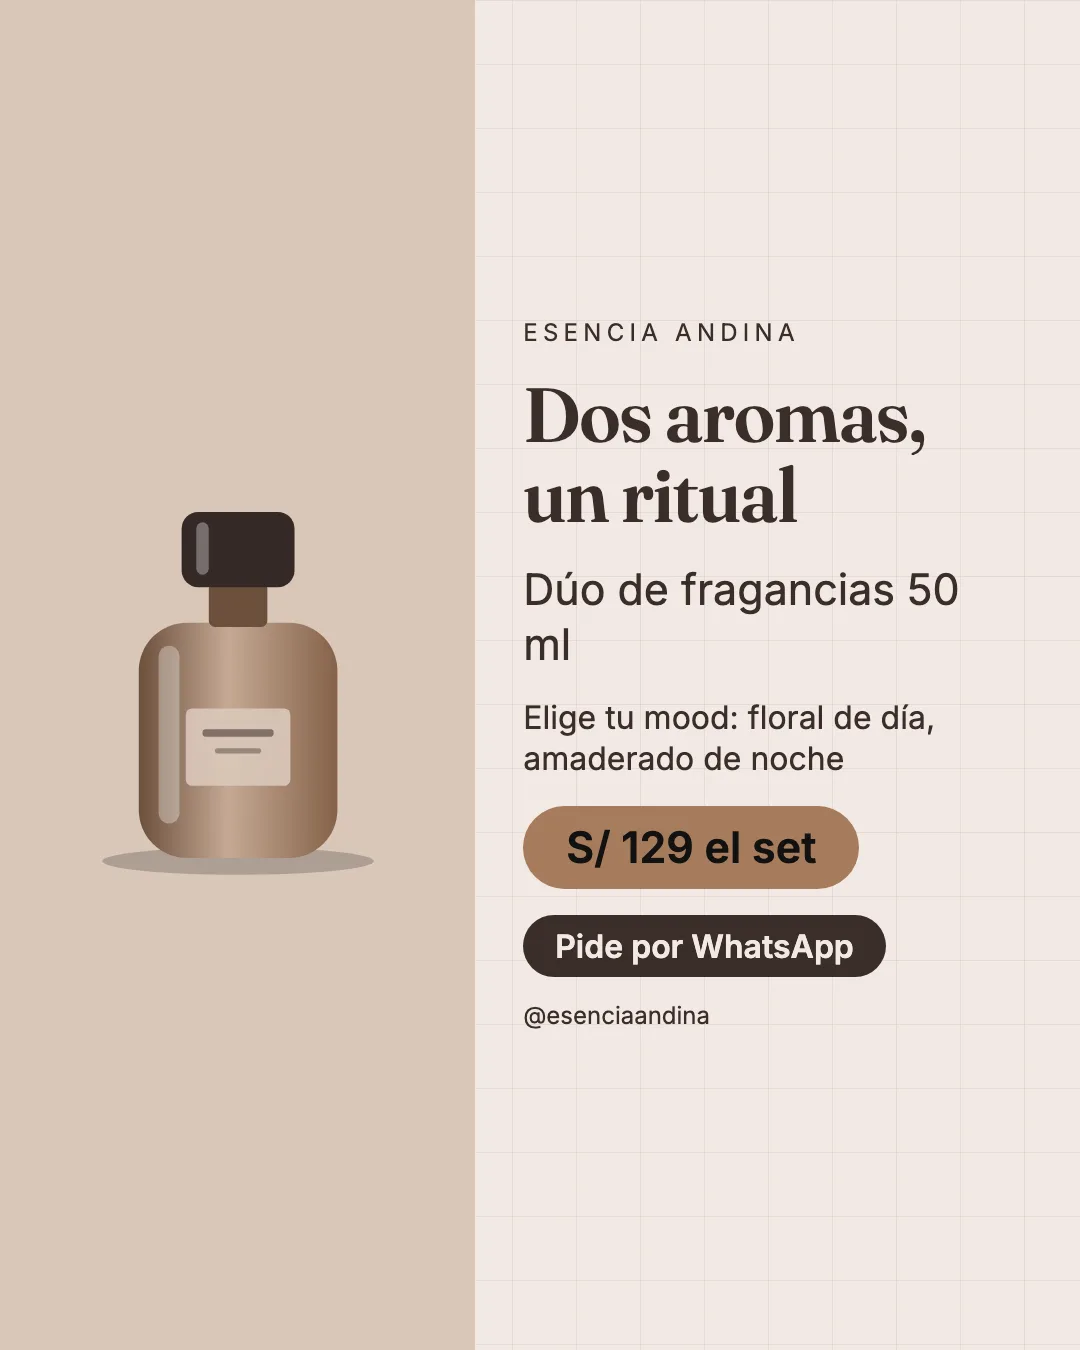 ESENCIA ANDINA
Dos aromas,
un ritual
Dúo de fragancias 50
ml
Elige tu mood: floral de día,
amaderado de noche
S/ 129 el set
Pide por WhatsApp
@esenciaandina